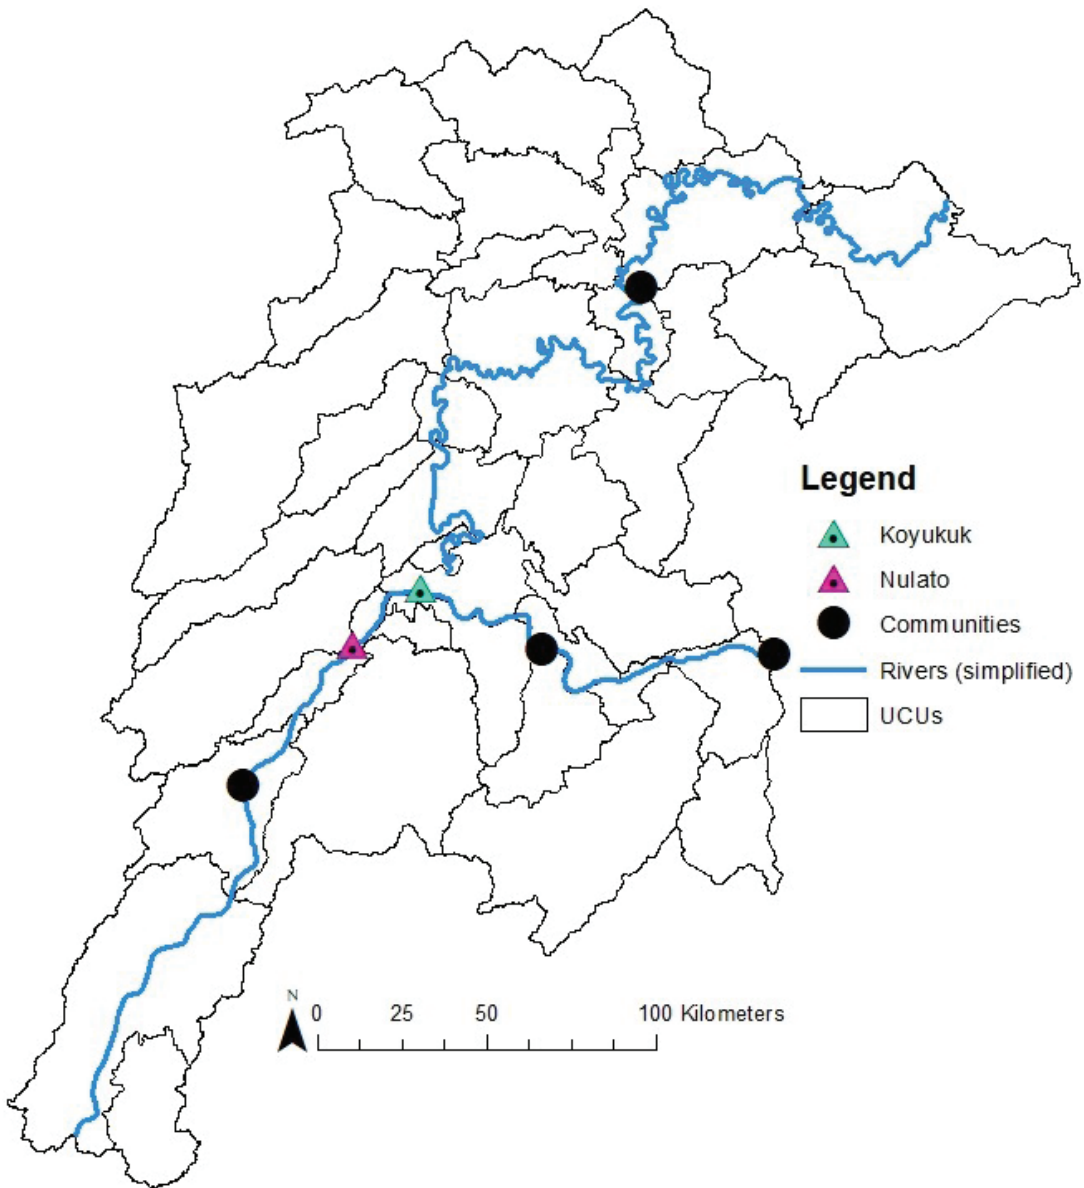 Legend
Koyukuk
Nulato
Communities
Rivers (simplified)
UCUs
N
0 25 50 100 Kilometers